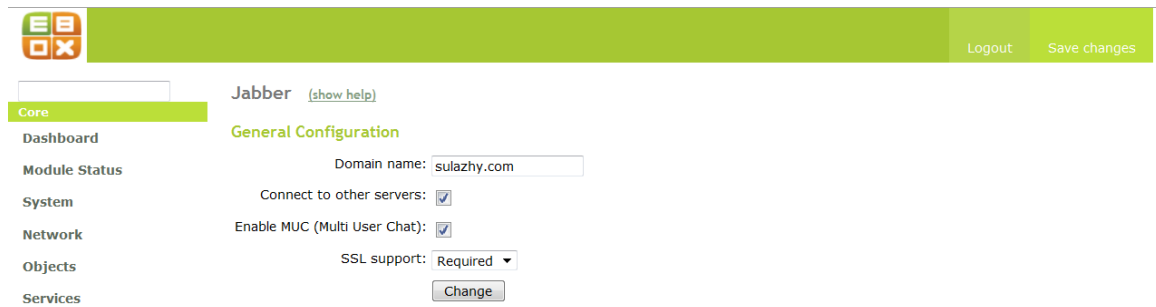 EBOX
Logout Save changes
Core
Dashboard
Module Status
System
Network
Objects
Services
Jabber (show help)
General Configuration
Domain name: sulazhy.com
Connect to other servers:
Enable MUC (Multi User Chat):
SSL support: Required
Change